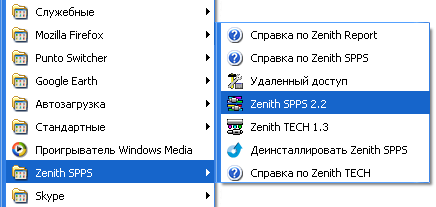 Служебные
Mozilla Firefox
Punto Switcher
Google Earth
Автозагрузка
Стандартные
Проигрыватель Windows Media
Zenith SPPS
Skype
Справка по Zenith Report
Справка по Zenith SPPS
Удаленный доступ
Zenith SPPS 2.2
Zenith TECH 1.3
Деинсталлировать Zenith SPPS
Справка по Zenith TECH